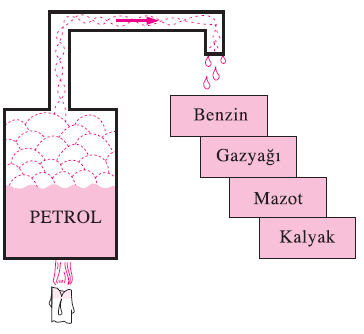 Benzin
Gazyağı
PETROL
Mazot
Kalyak